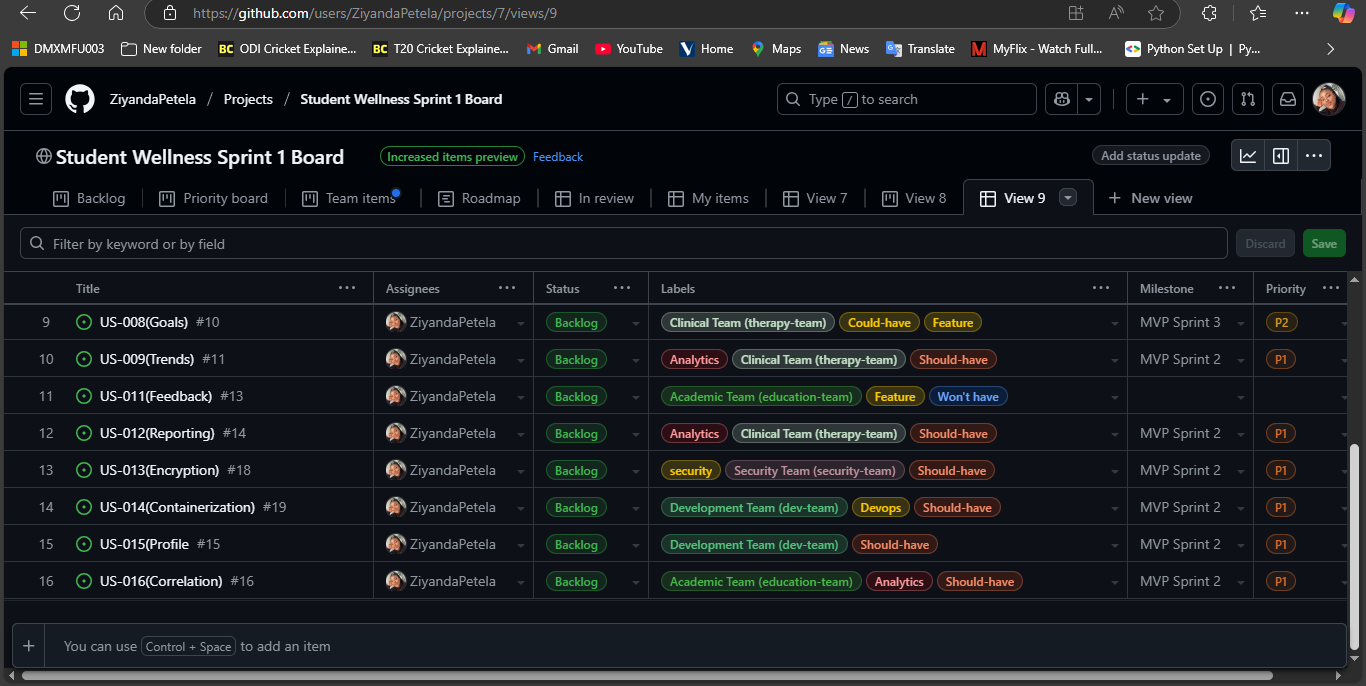 https://github.com/users/ZiyandaPetela/projects/7/views/9
DMXMFU003 New folder BC ODI Cricket Explaine... BC T20 Cricket Explaine... Gmail YouTube Home Maps News Translate MyFlix - Watch Full... Python Set Up | Py...
ZiyandaPetela / Projects / Student Wellness Sprint 1 Board Type / to search
Student Wellness Sprint 1 Board Increased items preview Feedback Add status update
Backlog Priority board Team items Roadmap In review My items View 7 View 8 View 9 + New view
Filter by keyword or by field Discard Save
Title Assignees Status Labels Milestone Priority
9 US-008(Goals) #10 ZiyandaPetela Backlog Clinical Team (therapy-team) Could-have Feature MVP Sprint 3 P2
10 US-009(Trends) #11 ZiyandaPetela Backlog Analytics Clinical Team (therapy-team) Should-have MVP Sprint 2 P1
11 US-011(Feedback) #13 ZiyandaPetela Backlog Academic Team (education-team) Feature Won't have
12 US-012(Reporting) #14 ZiyandaPetela Backlog Analytics Clinical Team (therapy-team) Should-have MVP Sprint 2 P1
13 US-013(Encryption) #18 ZiyandaPetela Backlog security Security Team (security-team) Should-have MVP Sprint 2 P1
14 US-014(Containerization) #19 ZiyandaPetela Backlog Development Team (dev-team) Devops Should-have MVP Sprint 2 P1
15 US-015(Profile #15 ZiyandaPetela Backlog Development Team (dev-team) Should-have MVP Sprint 2 P1
16 US-016(Correlation) #16 ZiyandaPetela Backlog Academic Team (education-team) Analytics Should-have MVP Sprint 2 P1
+ You can use Control + Space to add an item